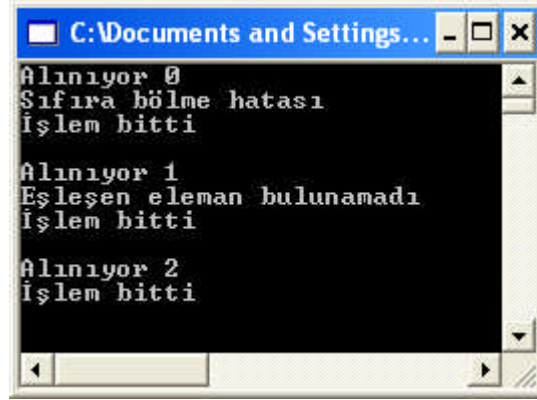 C:\Documents and Settings...
Alınıyor 0
Sıfıra bölme hatası
İşlem bitti
Alınıyor 1
Eşleşen eleman bulunamadı
İşlem bitti
Alınıyor 2
İşlem bitti